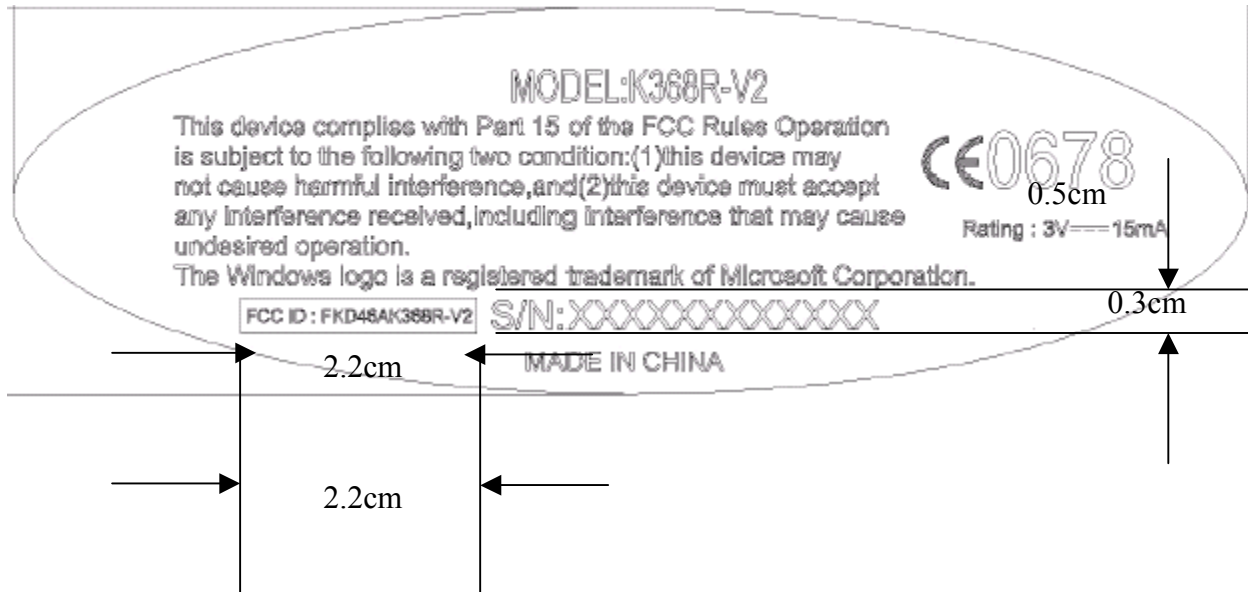 MODEL:K368R-V2
This device complies with Part 15 of the FCC Rules Operation
is subject to the following two condition:(1)this device may
not cause harmful interference,and(2)this device must accept
any interference received,including interference that may cause
undesired operation.
The Windows logo is a registered trademark of Microsoft Corporation.
CE0678
0.5cm
Rating : 3V 15mA
FCC ID : FKD46AK368R-V2 S/N:XXXXXXXXXXXXX
0.3cm
2.2cm
MADE IN CHINA
2.2cm